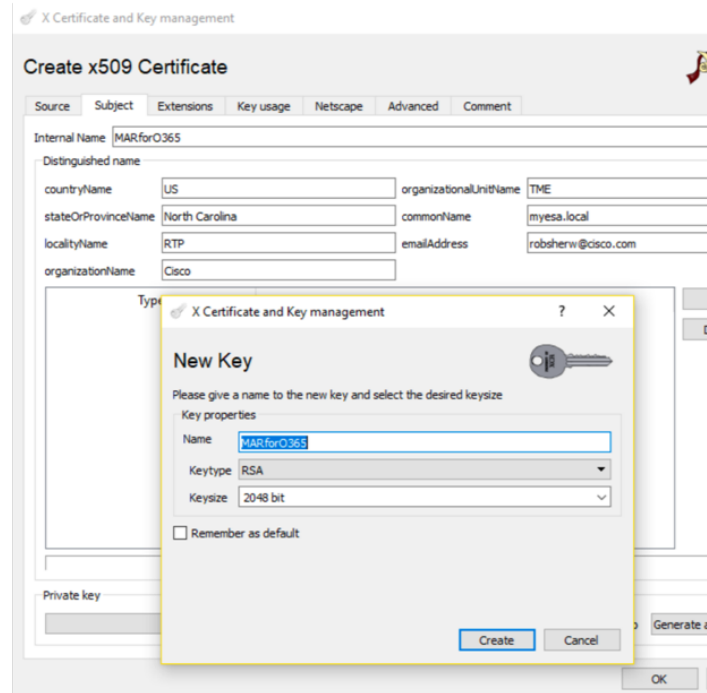 X Certificate and Key management
Create x509 Certificate
Source Subject Extensions Key usage Netscape Advanced Comment
Internal Name MARforO365
Distinguished name
countryName US organizationalUnitName TME
stateOrProvinceName North Carolina commonName myesa.local
localityName RTP emailAddress robsherw@cisco.com
organizationName Cisco
X Certificate and Key management ? X
New Key
Please give a name to the new key and select the desired keysize
Key properties
Name MARforO365
Keytype RSA
Keysize 2048 bit
Remember as default
Private key
Generate a
Create Cancel
OK